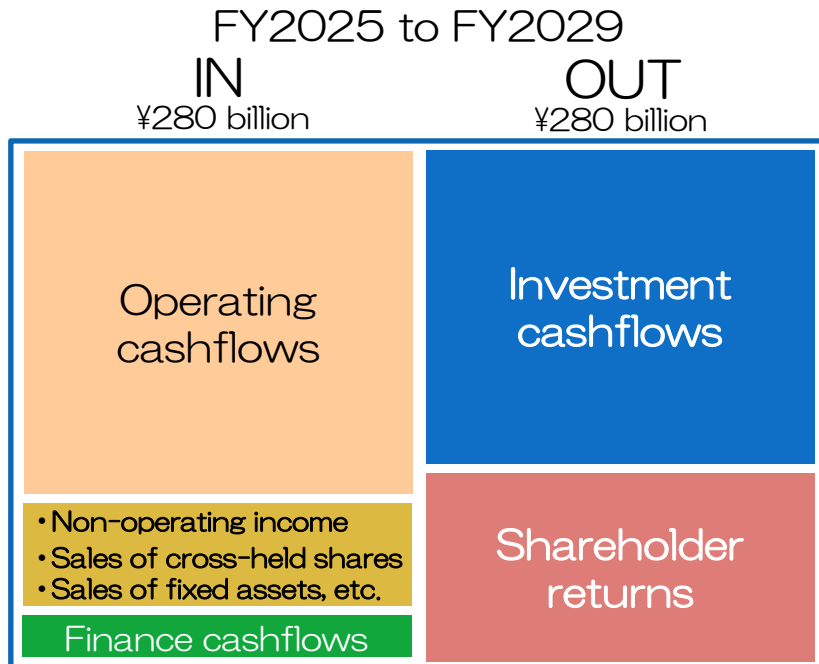 FY2025 to FY2029
IN
¥280 billion
OUT
¥280 billion
Operating
cashflows
・Non-operating income
・Sales of cross-held shares
・Sales of fixed assets, etc.
Finance cashflows
Investment
cashflows
Shareholder
returns